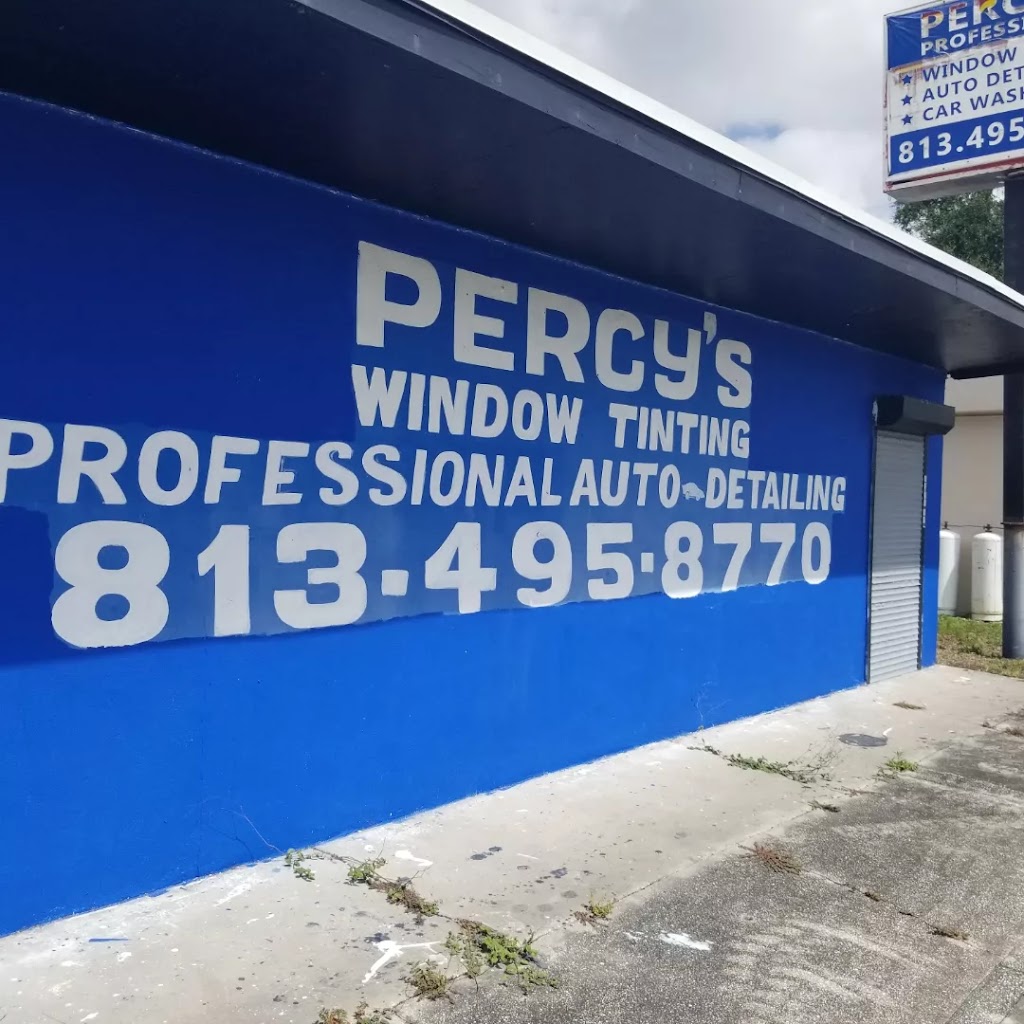 PERCY'S
WINDOW TINTING
PROFESSIONAL AUTO DETAILING
813.495.8770
PERC
PROFESSI
WINDOW
AUTO DET
CAR WASH
813.495